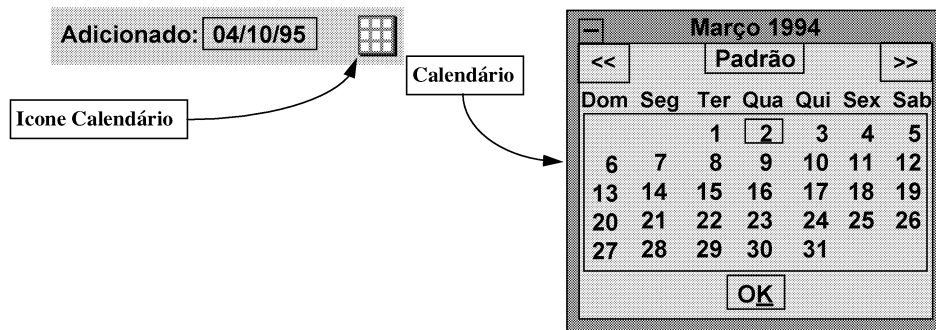 Adicionado: 04/10/95
Icone Calendário
Calendário
Março 1994
<< Padrão >>
Dom Seg Ter Qua Qui Sex Sab
1 2 3 4 5
6 7 8 9 10 11 12
13 14 15 16 17 18 19
20 21 22 23 24 25 26
27 28 29 30 31
OK